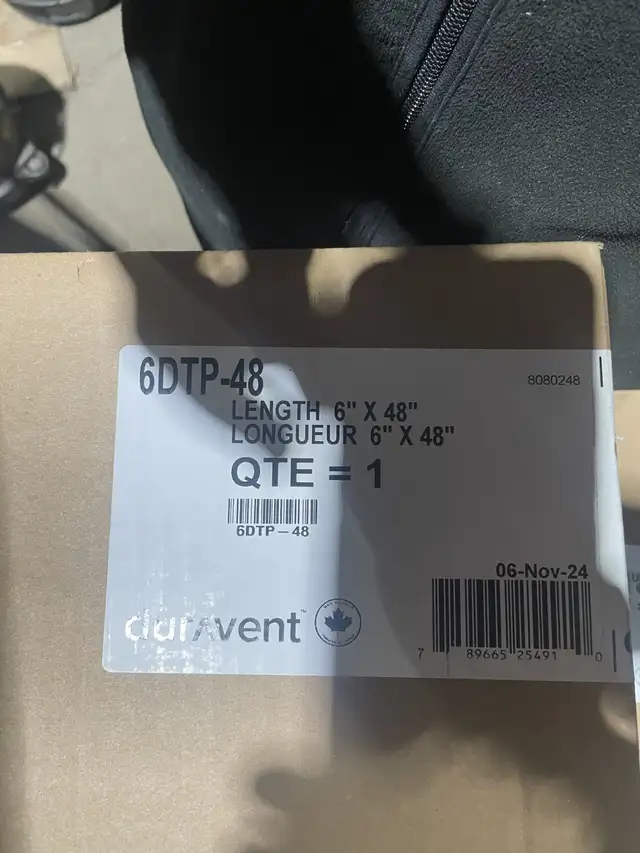 6DTP-48
8080248
LENGTH 6" X 48"
LONGUEUR 6" X 48"
QTE = 1
6DTP-48
06-Nov-24
duravent™
7 89665 25491 0